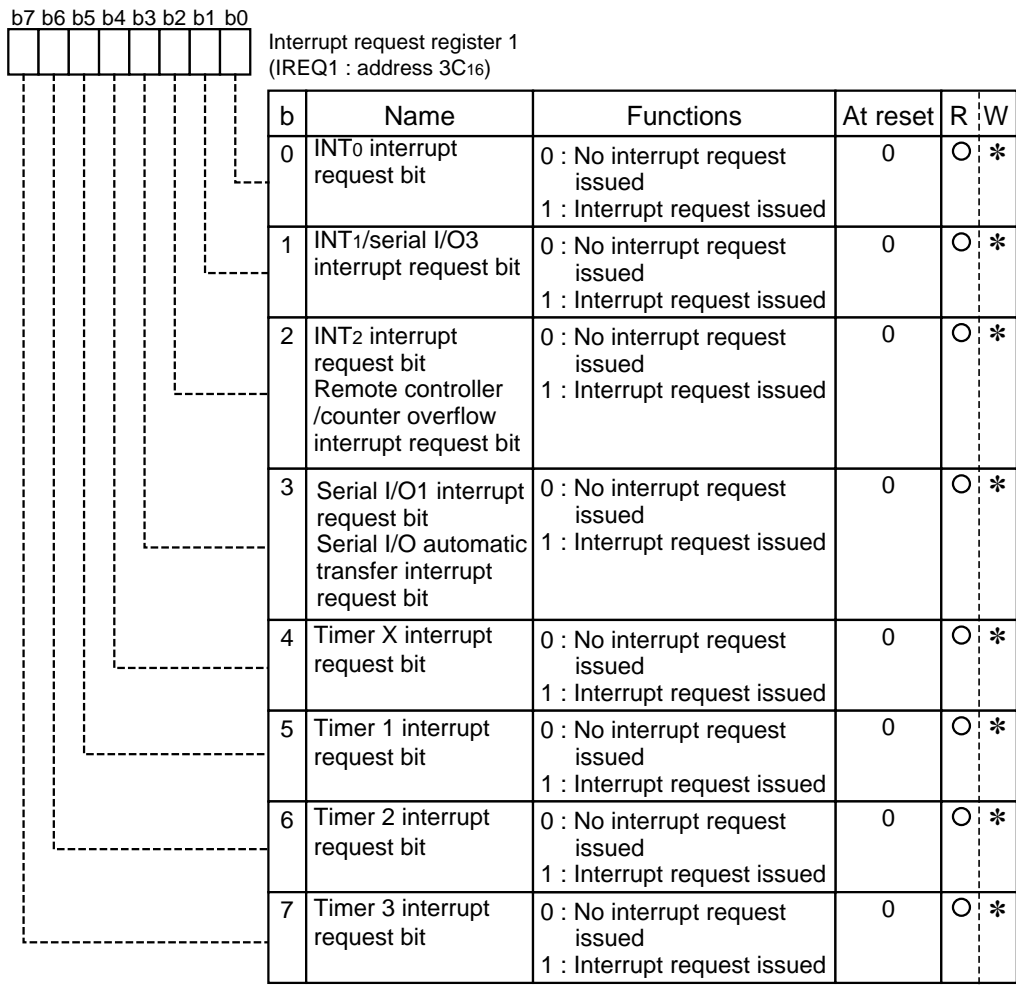 b7 b6 b5 b4 b3 b2 b1 b0
Interrupt request register 1
(IREQ1 : address 3C16)
b Name Functions At reset R W
0 INT0 interrupt request bit 0 : No interrupt request issued 1 : Interrupt request issued 0 ○ *
1 INT1/serial I/O3 interrupt request bit 0 : No interrupt request issued 1 : Interrupt request issued 0 ○ *
2 INT2 interrupt request bit Remote controller /counter overflow interrupt request bit 0 : No interrupt request issued 1 : Interrupt request issued 0 ○ *
3 Serial I/O1 interrupt request bit Serial I/O automatic transfer interrupt request bit 0 : No interrupt request issued 1 : Interrupt request issued 0 ○ *
4 Timer X interrupt request bit 0 : No interrupt request issued 1 : Interrupt request issued 0 ○ *
5 Timer 1 interrupt request bit 0 : No interrupt request issued 1 : Interrupt request issued 0 ○ *
6 Timer 2 interrupt request bit 0 : No interrupt request issued 1 : Interrupt request issued 0 ○ *
7 Timer 3 interrupt request bit 0 : No interrupt request issued 1 : Interrupt request issued 0 ○ *